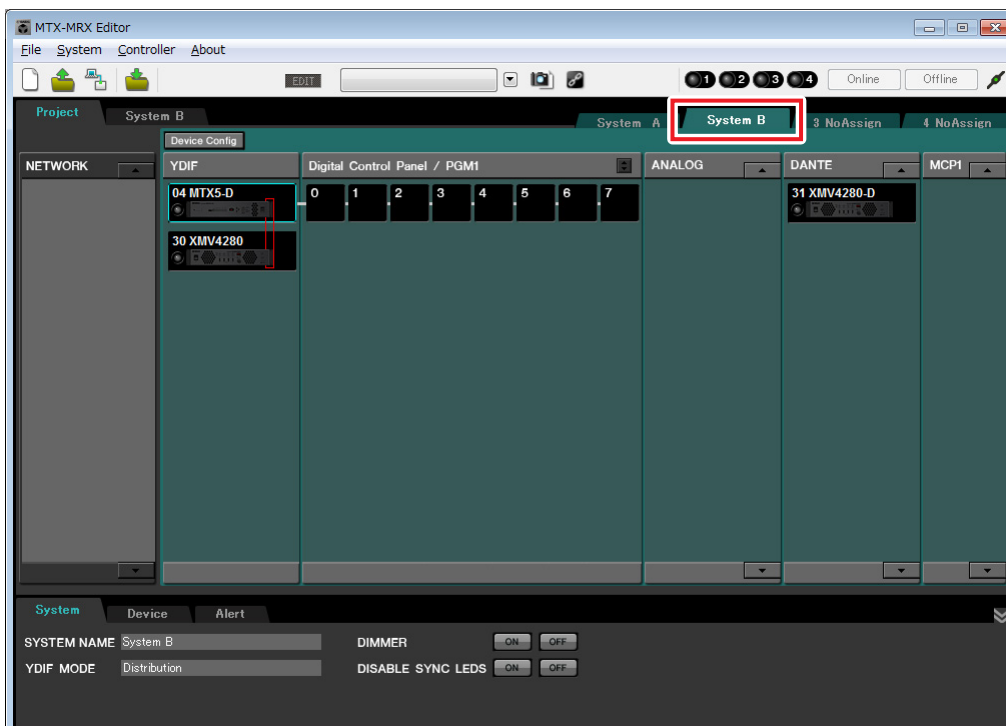 MTX-MRX Editor
File System Controller About
EDIT 1 2 3 4 Online Offline
Project System B System A System B 3 NoAssign 4 NoAssign
Device Config
NETWORK YDIF Digital Control Panel / PGM1 ANALOG DANTE MCP1
04 MTX5-D 0 1 2 3 4 5 6 7 31 XMV4280-D
30 XMV4280
System Device Alert
SYSTEM NAME System B DIMMER ON OFF
YDIF MODE Distribution DISABLE SYNC LEDS ON OFF